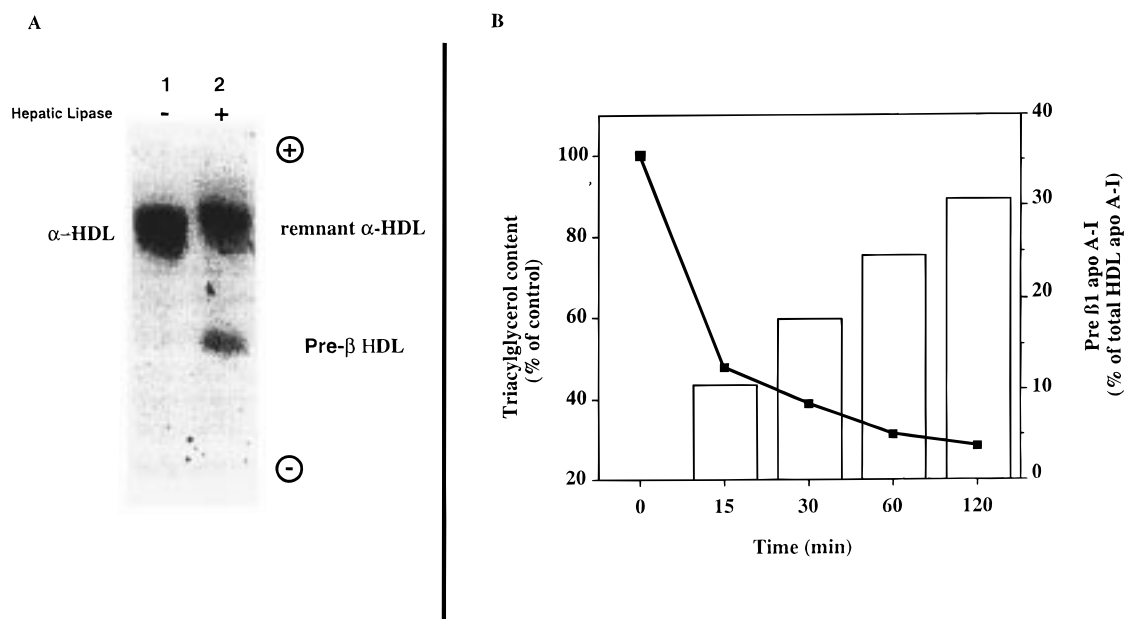 A
1 2
Hepatic Lipase - +
+
α-HDL
remnant α-HDL
Pre-β HDL
-
B
Triacylglycerol content
(% of control)
100
80
60
40
20
40
30
20
10
0
Pre ß1 apo A-I
(% of total HDL apo A-I)
0 15 30 60 120
Time (min)